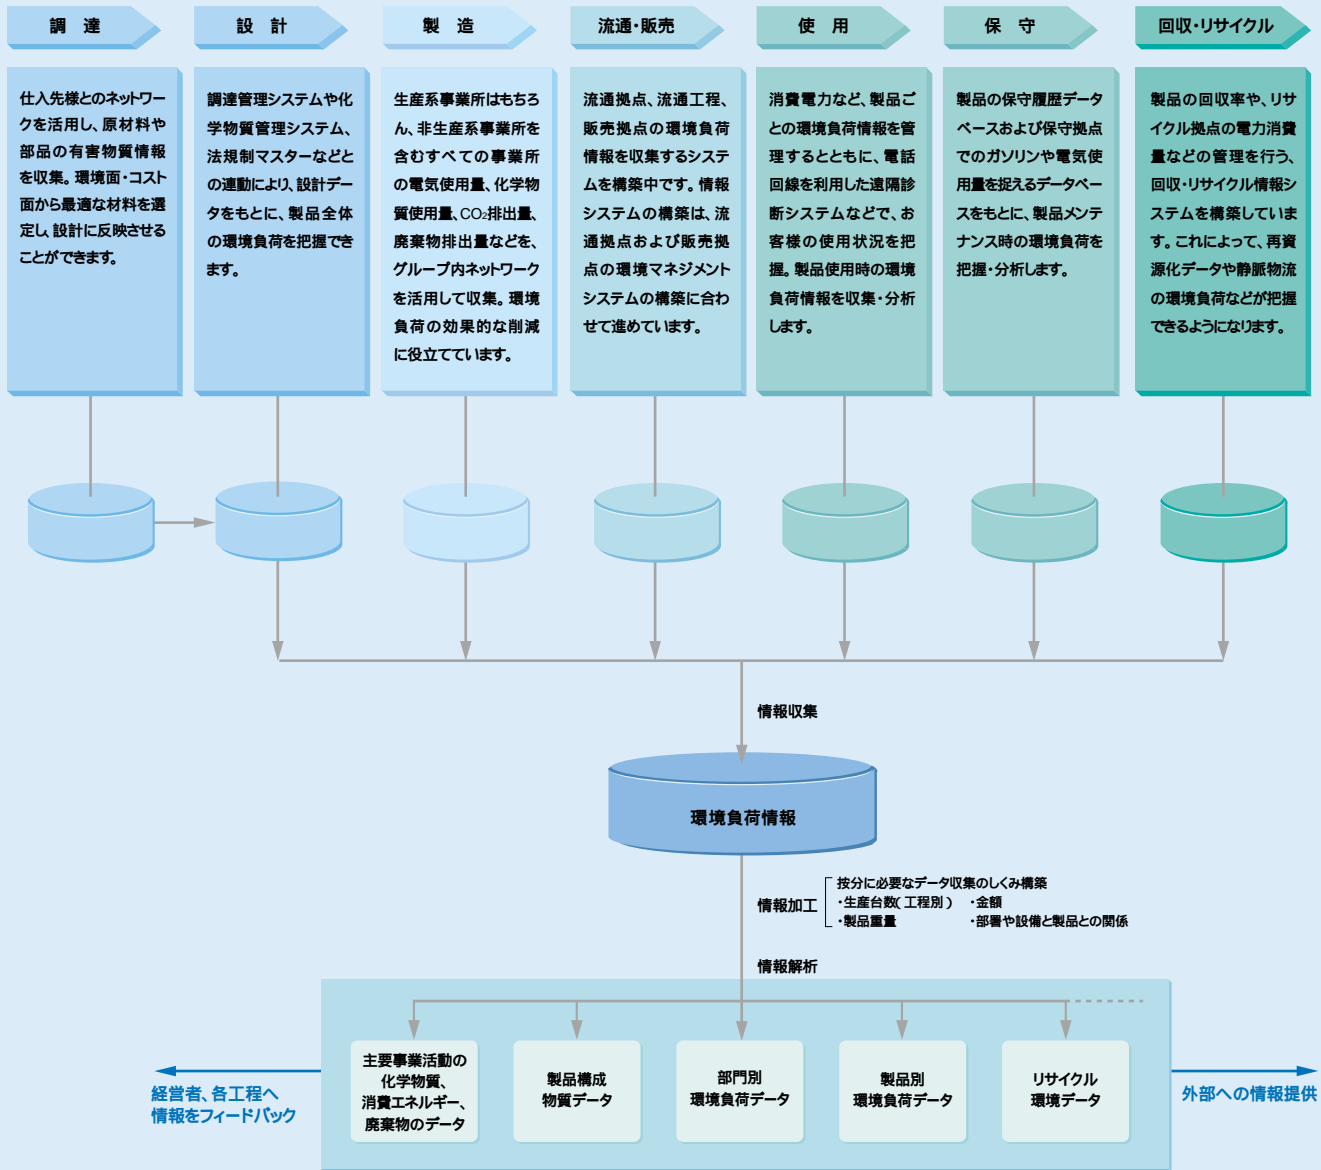 調達
設計
製造
流通・販売
使用
保守
回収・リサイクル
仕入先様とのネットワー
クを活用し、原材料や
部品の有害物質情報
を収集。環境面・コスト
面から最適な材料を選
定し、設計に反映させる
ことができます。
調達管理システムや化
学物質管理システム、
法規制マスターなどと
の連動により、設計デー
タをもとに、製品全体
の環境負荷を把握でき
ます。
生産系事業所はもちろ
ん、非生産系事業所を
含むすべての事業所
の電気使用量、化学物
質使用量、CO₂排出量、
廃棄物排出量などを、
グループ内ネットワーク
を活用して収集。環境
負荷の効果的な削減
に役立てています。
流通拠点、流通工程、
販売拠点の環境負荷
情報を収集するシステ
ムを構築中です。情報
システムの構築は、流
通拠点および販売拠
点の環境マネジメント
システムの構築に合わ
せて進めています。
消費電力など、製品ご
との環境負荷情報を管
理するとともに、電話
回線を利用した遠隔診
断システムなどで、お
客様の使用状況を把
握。製品使用時の環境
負荷情報を収集・分析
します。
製品の保守履歴データ
ベースおよび保守拠点
でのガソリンや電気使
用量を捉えるデータベー
スをもとに、製品メンテ
ナンス時の環境負荷を
把握・分析します。
製品の回収率や、リサ
イクル拠点の電力消費
量などの管理を行う、
回収・リサイクル情報シ
ステムを構築していま
す。これによって、再資
源化データや静脈物流
の環境負荷などが把握
できるようになります。
情報収集
環境負荷情報
情報加工
按分に必要なデータ収集のしくみ構築
・生産台数(工程別) ・金額
・製品重量 ・部署や設備と製品との関係
情報解析
主要事業活動の
化学物質、
消費エネルギー、
廃棄物のデータ
製品構成
物質データ
部門別
環境負荷データ
製品別
環境負荷データ
リサイクル
環境データ
経営者、各工程へ
情報をフィードバック
外部への情報提供